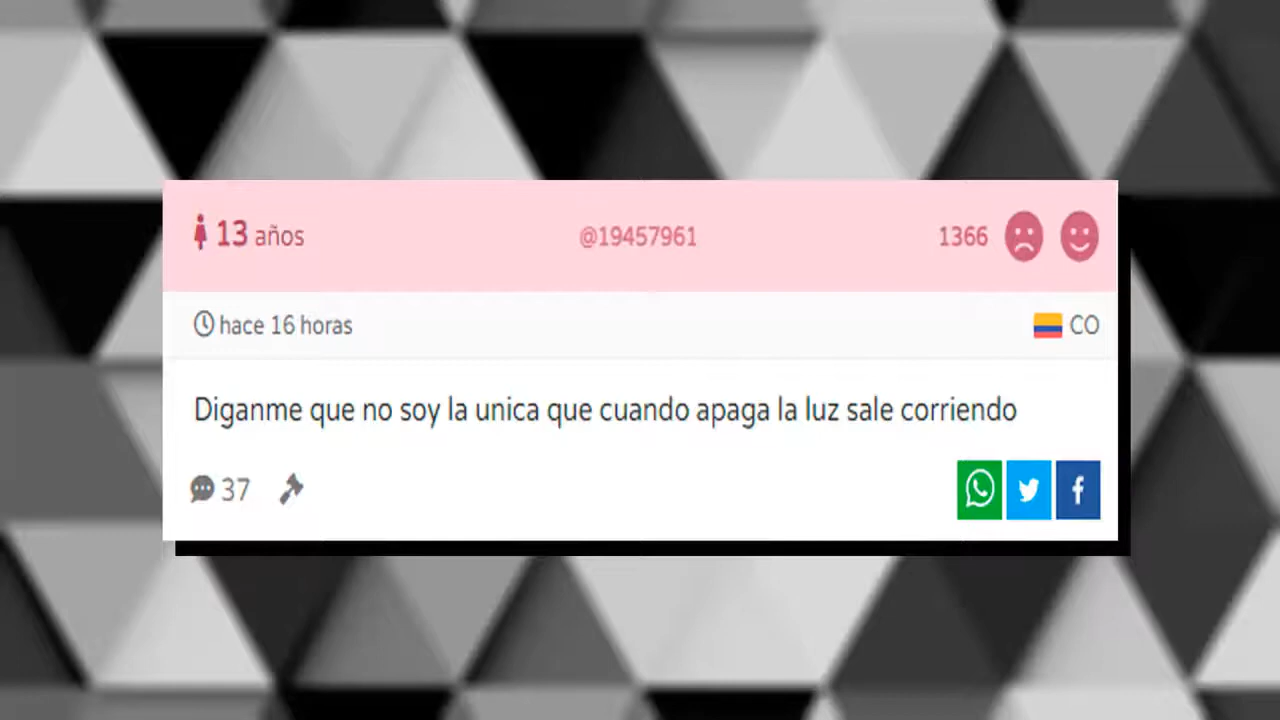 13 años @19457961 1366
hace 16 horas CO
Diganme que no soy la unica que cuando apaga la luz sale corriendo
37